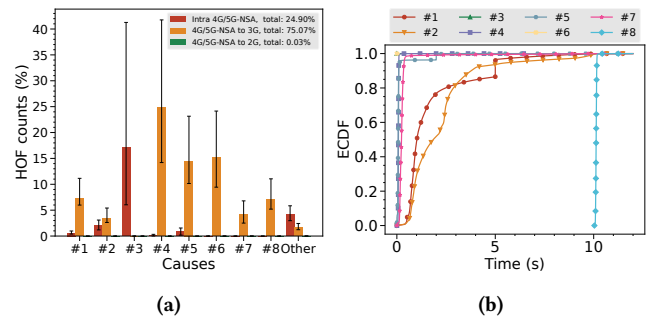 Intra 4G/5G-NSA, total: 24.90%
4G/5G-NSA to 3G, total: 75.07%
4G/5G-NSA to 2G, total: 0.03%
HOF counts (%)
40
35
30
25
20
15
10
5
0
#1 #2 #3 #4 #5 #6 #7 #8 Other
Causes
(a)
#1 #3 #5 #7
#2 #4 #6 #8
ECDF
1.0
0.8
0.6
0.4
0.2
0.0
0 5 10
Time (s)
(b)